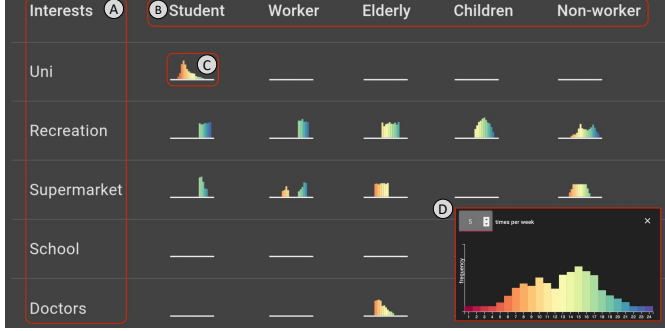 Interests A B Student Worker Elderly Children Non-worker
Uni C
Recreation
Supermarket
D
5 times per week ×
frequency
School
1 2 3 4 5 6 7 8 9 10 11 12 13 14 15 16 17 18 19 20 21 22 23 24
Doctors